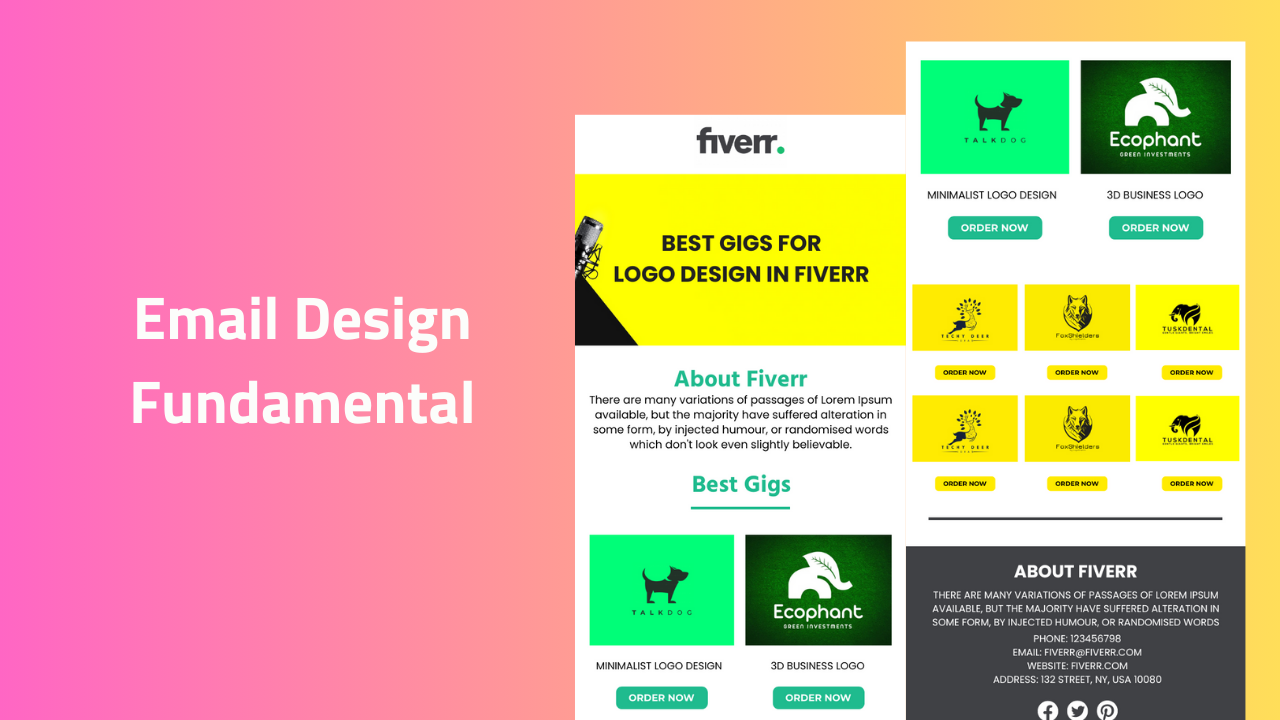 Email Design
Fundamental
fiverr.
BEST GIGS FOR
LOGO DESIGN IN FIVERR
About Fiverr
There are many variations of passages of Lorem Ipsum
available, but the majority have suffered alteration in
some form, by injected humour, or randomised words
which don't look even slightly believable.
Best Gigs
TALKDOG
Ecophant
GREEN INVESTMENTS
MINIMALIST LOGO DESIGN
3D BUSINESS LOGO
ORDER NOW
ORDER NOW
TALKDOG
Ecophant
GREEN INVESTMENTS
MINIMALIST LOGO DESIGN
3D BUSINESS LOGO
ORDER NOW
ORDER NOW
TECHY DEER
FoxShielders
TUSKDENTAL
ORDER NOW
ORDER NOW
ORDER NOW
TECHY DEER
FoxShielders
TUSKDENTAL
ORDER NOW
ORDER NOW
ORDER NOW
ABOUT FIVERR
THERE ARE MANY VARIATIONS OF PASSAGES OF LOREM IPSUM
AVAILABLE, BUT THE MAJORITY HAVE SUFFERED ALTERATION IN
SOME FORM, BY INJECTED HUMOUR, OR RANDOMISED WORDS
PHONE: 123456798
EMAIL: FIVERR@FIVERR.COM
WEBSITE: FIVERR.COM
ADDRESS: 132 STREET, NY, USA 10080